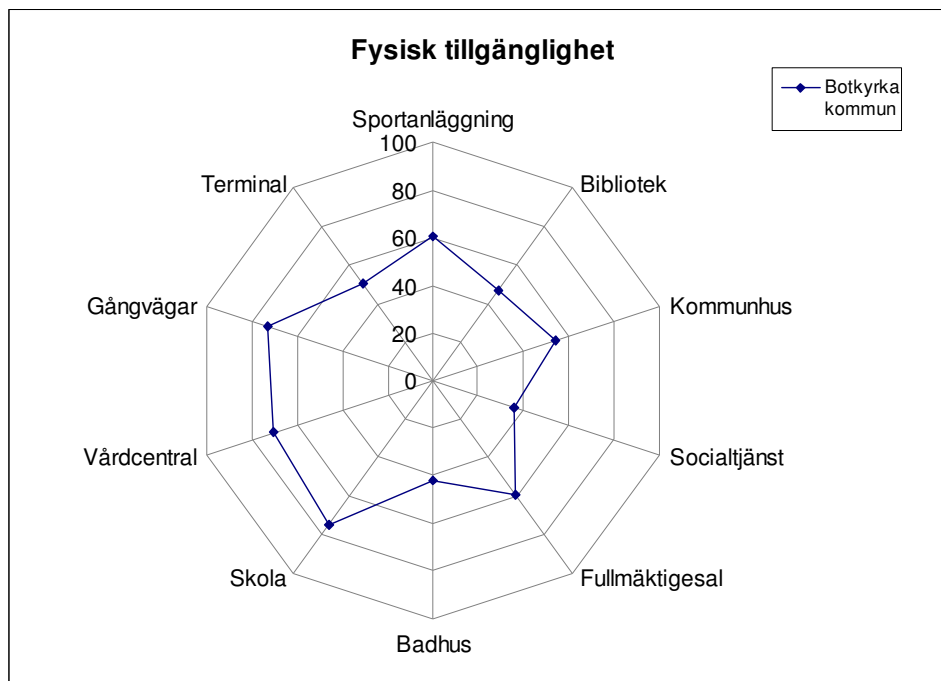 Fysisk tillgänglighet
Botkyrka
kommun
Sportanläggning
Bibliotek
Kommunhus
Socialtjänst
Fullmäktigesal
Badhus
Skola
Vårdcentral
Gångvägar
Terminal
100
80
60
40
20
0